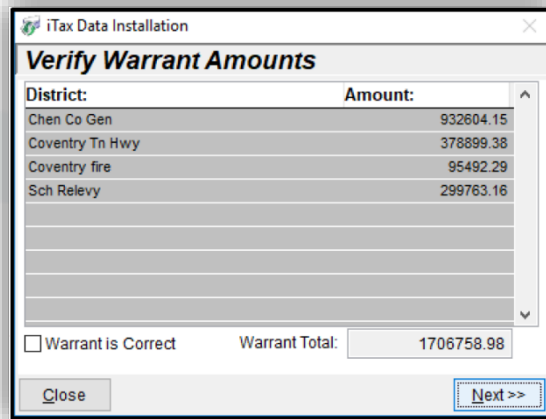 iTax Data Installation
Verify Warrant Amounts
District: Amount:
Chen Co Gen 932604.15
Coventry Tn Hwy 378899.38
Coventry fire 95492.29
Sch Relevy 299763.16
Warrant is Correct Warrant Total: 1706758.98
Close Next >>